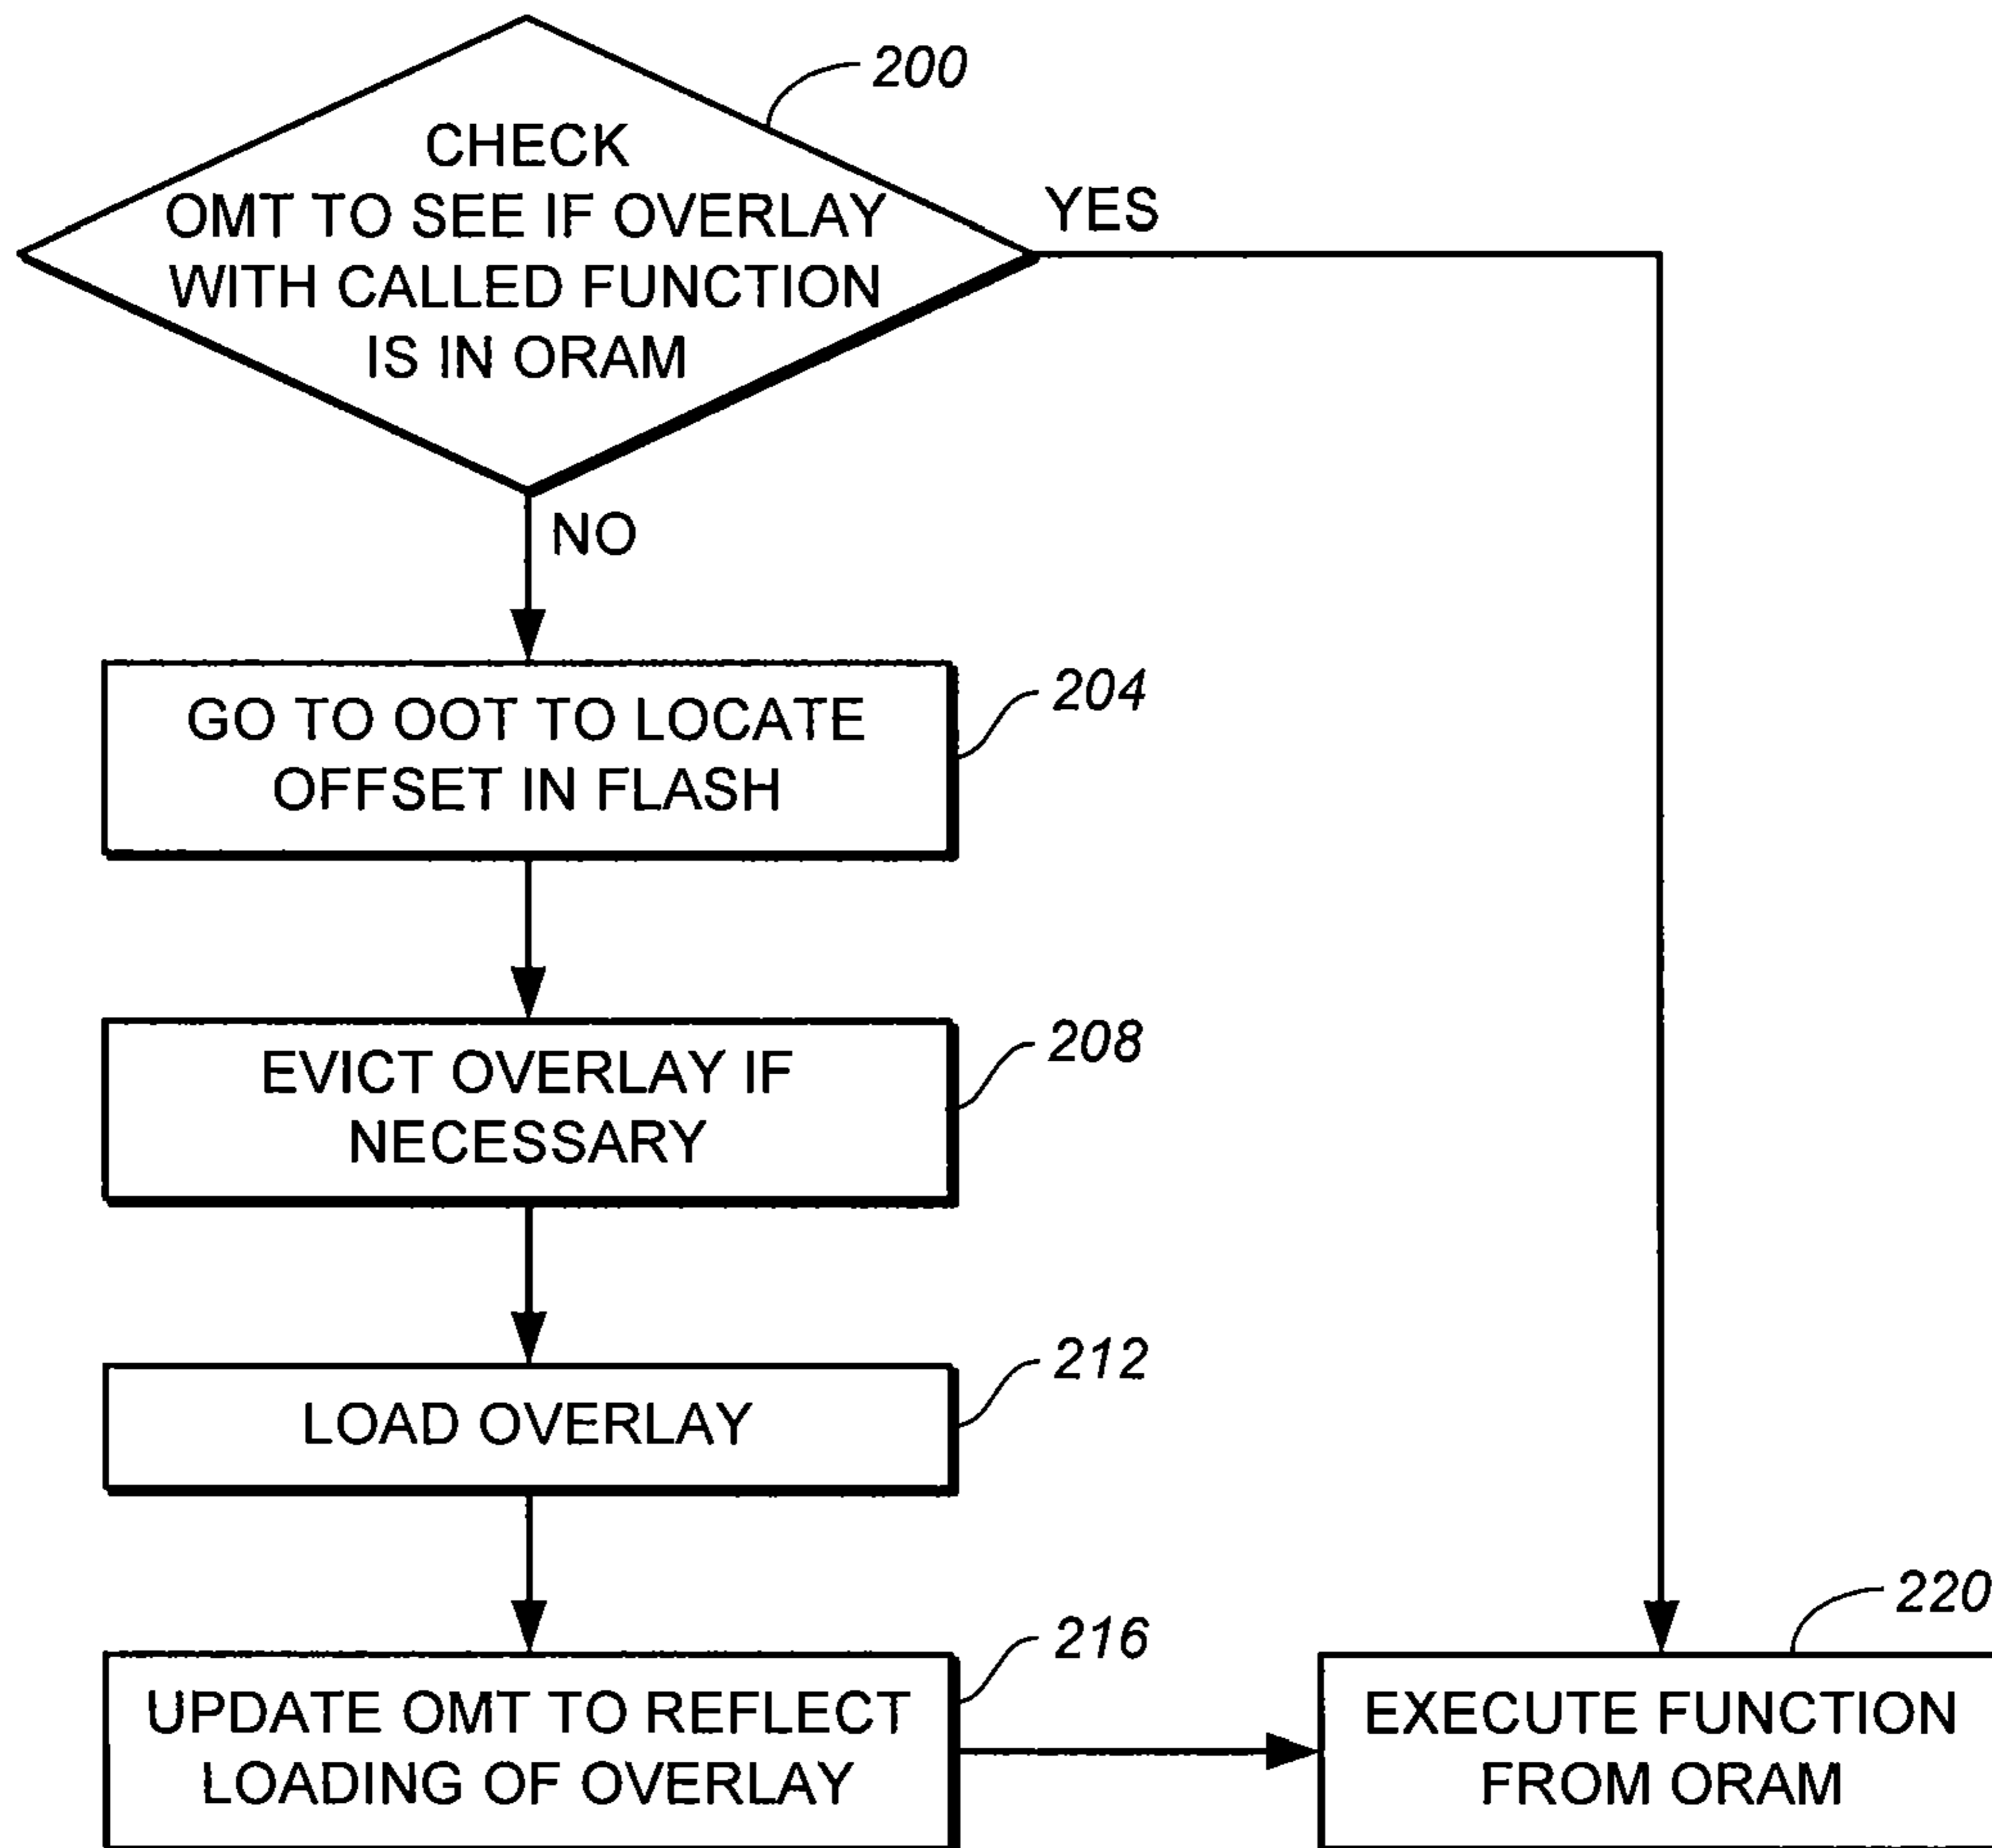 200
CHECK
OMT TO SEE IF OVERLAY
WITH CALLED FUNCTION
IS IN ORAM
YES
NO
204
GO TO OOT TO LOCATE
OFFSET IN FLASH
208
EVICT OVERLAY IF
NECESSARY
212
LOAD OVERLAY
216
UPDATE OMT TO REFLECT
LOADING OF OVERLAY
220
EXECUTE FUNCTION
FROM ORAM